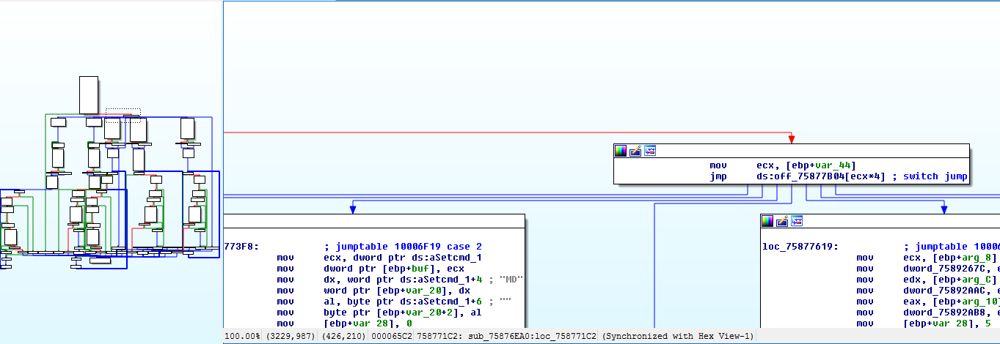 mov ecx, [ebp+var_44]
jmp ds:off_75877B04[ecx*4] ; switch jump
773F8: ; jumptable 10006F19 case 2
mov ecx, dword ptr ds:aSetcmd_1
mov dword ptr [ebp+buf], ecx
mov dx, word ptr ds:aSetcmd_1+4 ; "MD"
mov word ptr [ebp+var_20], dx
mov al, byte ptr ds:aSetcmd_1+6 ; ""
mov byte ptr [ebp+var_20+2], al
mov [ebp+var_28], 0
loc_75877619: ; jumptable 10006
mov ecx, [ebp+arg_8]
mov dword_7589267C, e
mov edx, [ebp+arg_C]
mov dword_75892AAC, e
mov eax, [ebp+arg_10]
mov dword_75892AB8, e
mov [ebp+var_28], 5
100.00% (3229,987) (426,210) 000065C2 758771C2: sub_75876EA0:loc_758771C2 (Synchronized with Hex View-1)